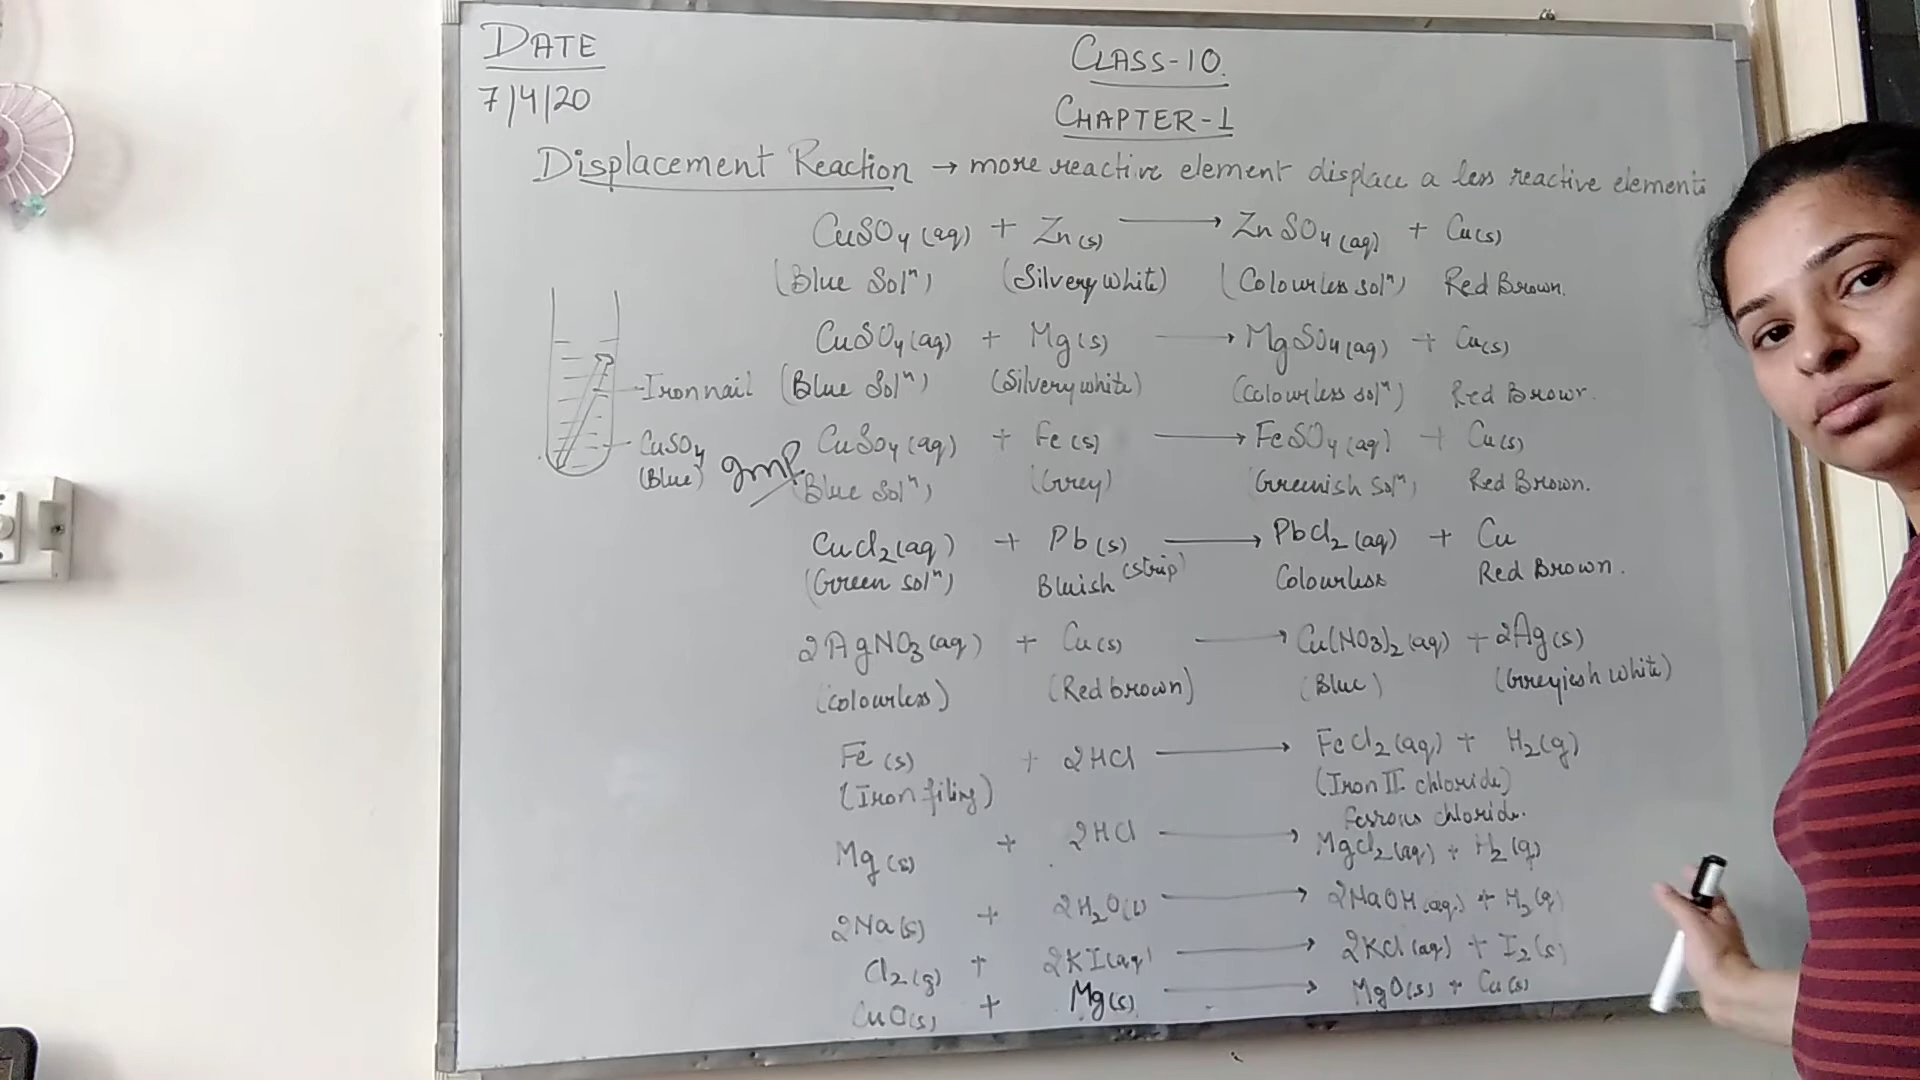 DATE
7/4/20
CLASS-10.
CHAPTER-1
Displacement Reaction → more reactive element displace a less reactive elements
CuSO4 (aq) + Zn(s) → ZnSO4(aq) + Cu(s)
(Blue Solⁿ) (Silvery white) (Colourless solⁿ) Red Brown.
CuSO4(aq) + Mg(s) → MgSO4(aq) + Cu(s)
(Blue Solⁿ) (Silvery white) (Colourless solⁿ) Red Brown.
Iron nail
CuSO4
(Blue)
Imp
CuSO4(aq) + Fe(s) → FeSO4(aq) + Cu(s)
(Blue Solⁿ) (Grey) (Greenish Solⁿ) Red Brown.
CuCl2(aq) + Pb(s) → PbCl2(aq) + Cu
(Green solⁿ) Bluish (strip) Colourless Red Brown.
2AgNO3(aq) + Cu(s) → Cu(NO3)2(aq) + 2Ag(s)
(colourless) (Red brown) (Blue) (Greyiesh white)
Fe(s) + 2HCl → FeCl2(aq) + H2(g)
(Iron filing) (Iron II chloride)
Ferrous chloride.
Mg(s) + 2HCl → MgCl2(aq) + H2(g)
2Na(s) + 2H2O(l) → 2NaOH(aq) + H2(g)
Cl2(g) + 2KI(aq) → 2KCl(aq) + I2(s)
CuO(s) + Mg(s) → MgO(s) + Cu(s)